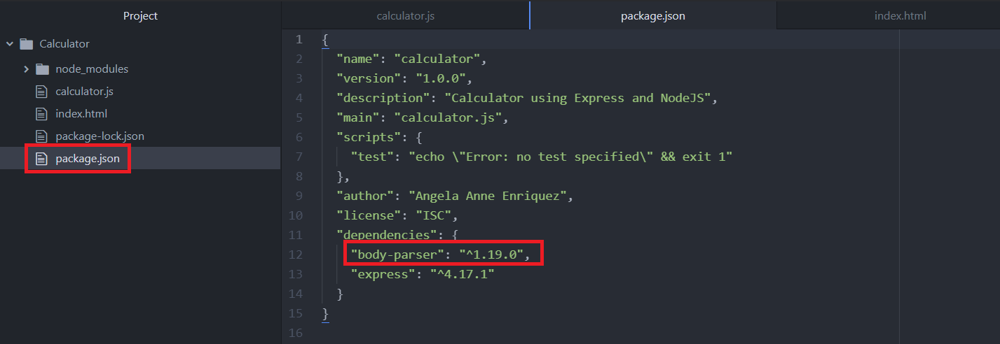 Project
Calculator
node_modules
calculator.js
index.html
package-lock.json
package.json
calculator.js
package.json
index.html
1 {
2 "name": "calculator",
3 "version": "1.0.0",
4 "description": "Calculator using Express and NodeJS",
5 "main": "calculator.js",
6 "scripts": {
7 "test": "echo \"Error: no test specified\" && exit 1"
8 },
9 "author": "Angela Anne Enriquez",
10 "license": "ISC",
11 "dependencies": {
12 "body-parser": "^1.19.0",
13 "express": "^4.17.1"
14 }
15 }
16